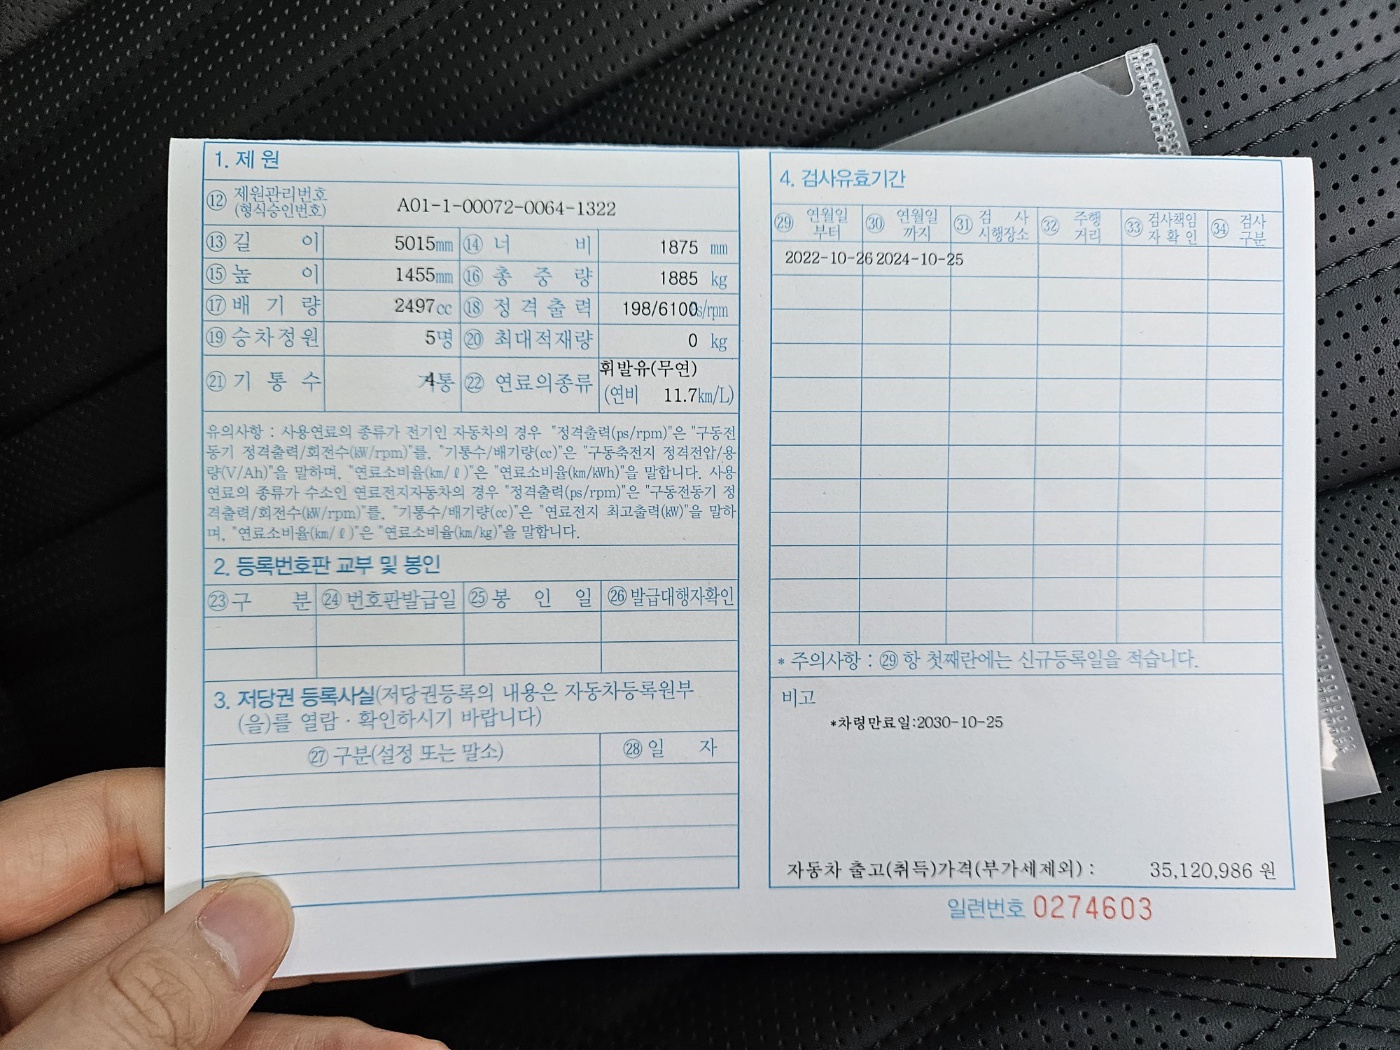 1. 제 원
⑫ 제원관리번호 (형식승인번호) A01-1-00072-0064-1322
⑬ 길 이 5015mm ⑭ 너 비 1875 mm
⑮ 높 이 1455mm ⑯ 총 중 량 1885 kg
⑰ 배 기 량 2497cc ⑱ 정 격 출 력 198/6100ps/rpm
⑲ 승차정원 5명 ⑳ 최대적재량 0 kg
㉑ 기 통 수 4기통 ㉒ 연료의종류 휘발유(무연)
(연비 11.7km/L)
유의사항 : 사용연료의 종류가 전기인 자동차의 경우 "정격출력(ps/rpm)"은 "구동전
동기 정격출력/회전수(kW/rpm)"를, "기통수/배기량(cc)"은 "구동축전지 정격전압/용
량(V/Ah)"을 말하며, "연료소비율(km/ℓ)"은 "연료소비율(km/kWh)"을 말합니다. 사용
연료의 종류가 수소인 연료전지자동차의 경우 "정격출력(ps/rpm)"은 "구동전동기 정
격출력/회전수(kW/rpm)"를, "기통수/배기량(cc)"은 "연료전지 최고출력(kW)"을 말하
며, "연료소비율(km/ℓ)"은 "연료소비율(km/kg)"을 말합니다.
2. 등록번호판 교부 및 봉인
㉓ 구 분 ㉔ 번호판발급일 ㉕ 봉 인 일 ㉖ 발급대행자확인
3. 저당권 등록사실(저당권등록의 내용은 자동차등록원부
(을)를 열람 · 확인하시기 바랍니다)
㉗ 구분(설정 또는 말소) ㉘ 일 자
4. 검사유효기간
㉙ 연월일 부터 ㉚ 연월일 까지 ㉛ 검 사 시행장소 ㉜ 주행 거리 ㉝ 검사책임 자 확 인 ㉞ 검사 구분
2022-10-26 2024-10-25
* 주의사항 : ㉙ 항 첫째란에는 신규등록일을 적습니다.
비고
*차령만료일:2030-10-25
자동차 출고(취득)가격(부가세제외) : 35,120,986 원
일련번호 0274603